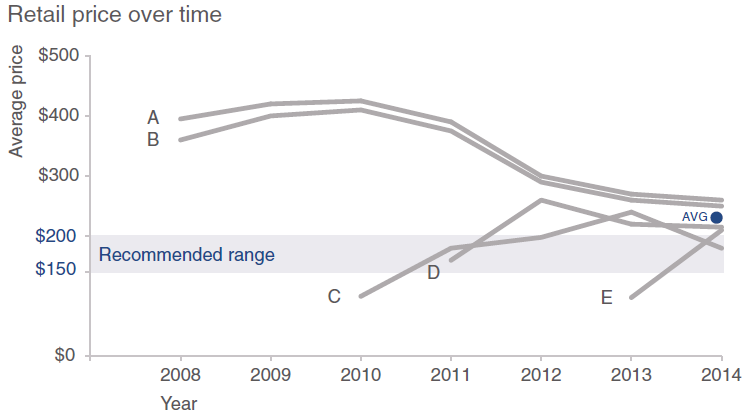 Retail price over time
Average price
$500
$400
$300
$200
$150
$0
A
B
C
D
E
AVG
Recommended range
2008 2009 2010 2011 2012 2013 2014
Year